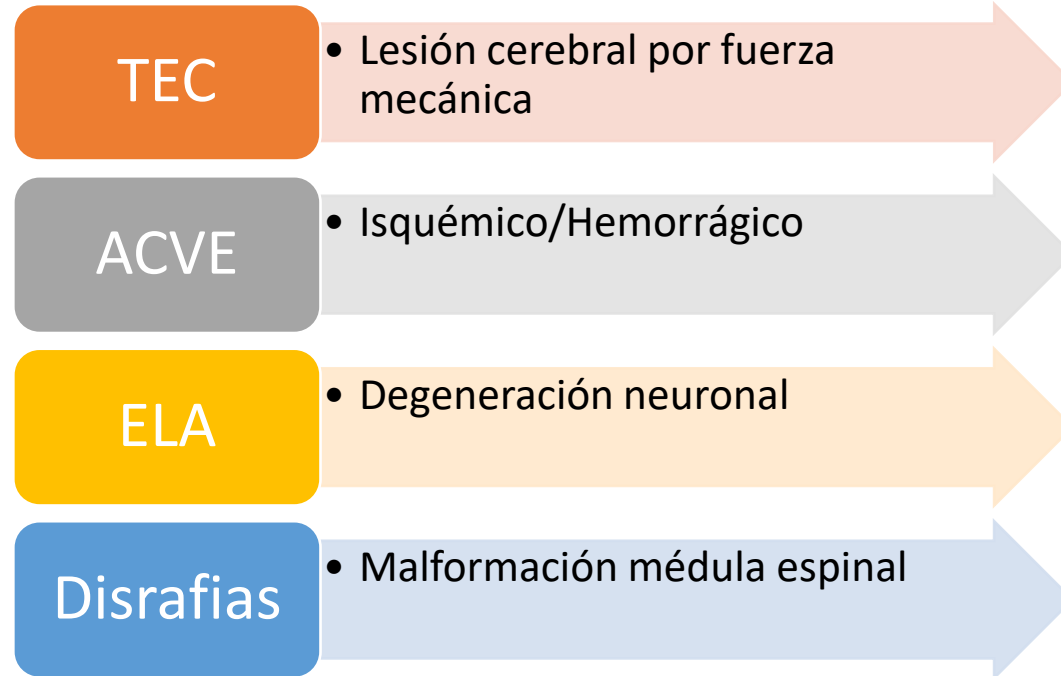 TEC
• Lesión cerebral por fuerza
mecánica
ACVE
• Isquémico/Hemorrágico
ELA
• Degeneración neuronal
Disrafias
• Malformación médula espinal